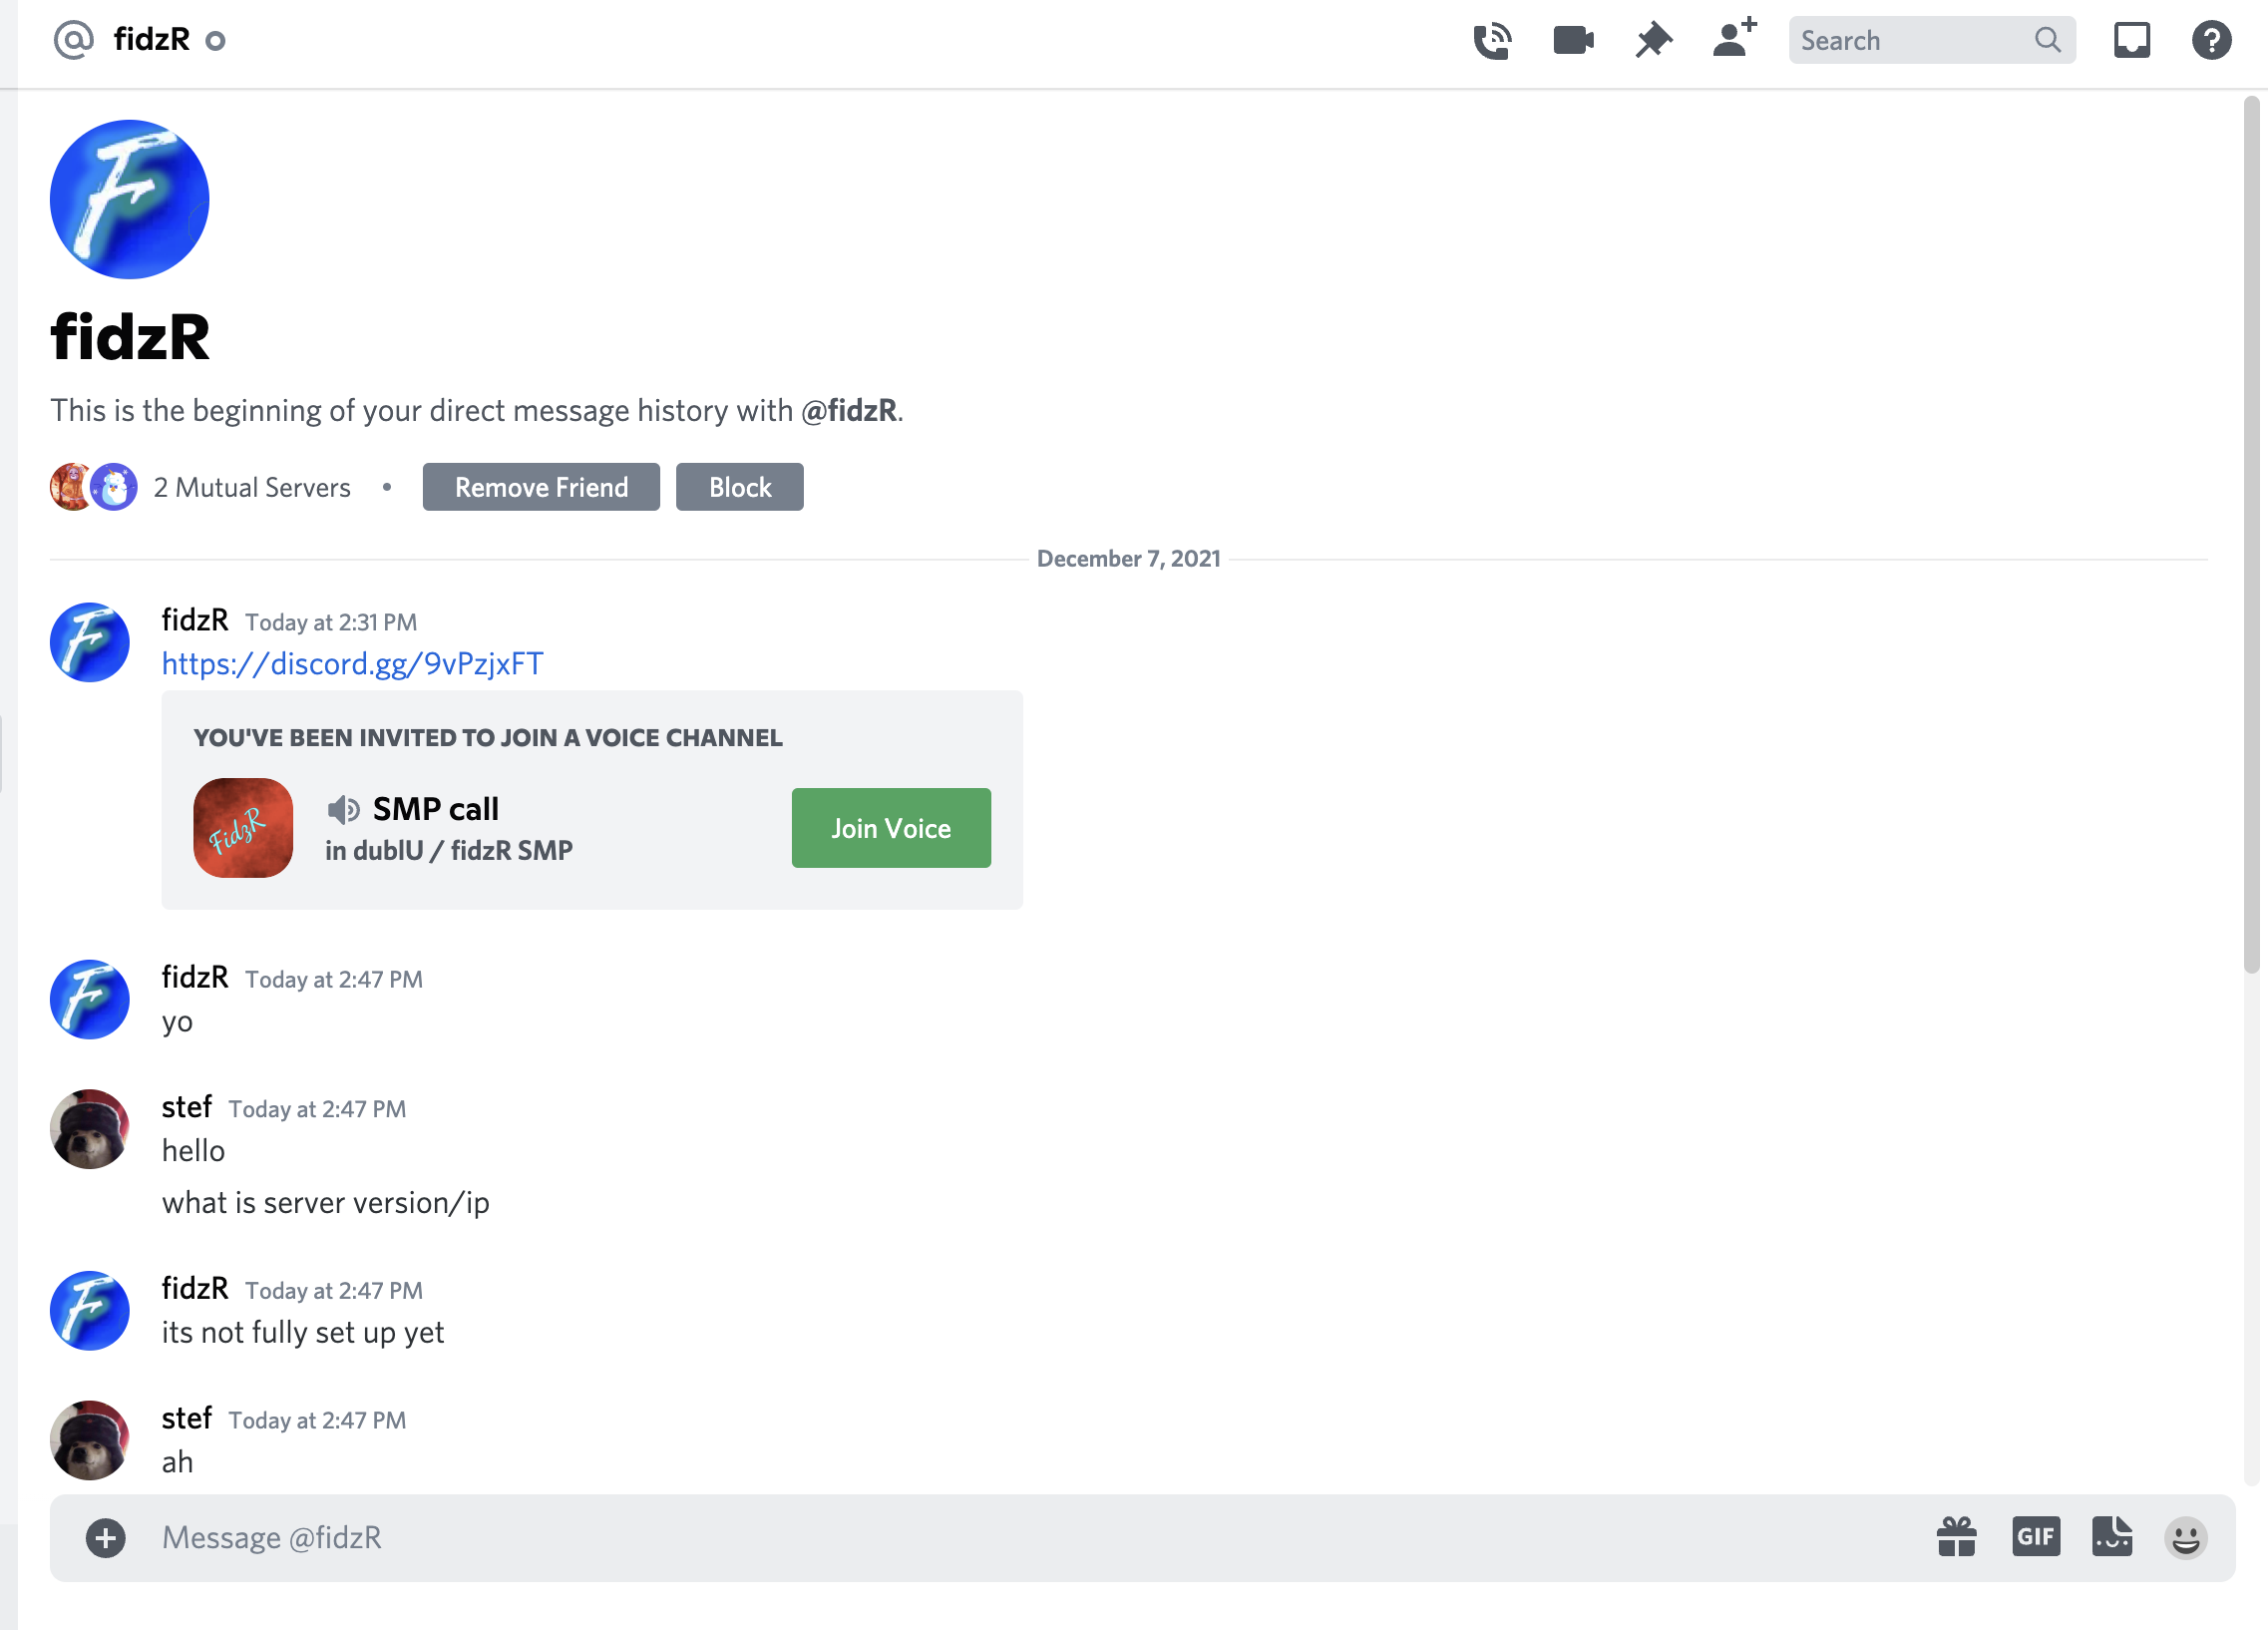 fidzR
Search
F
fidzR
This is the beginning of your direct message history with @fidzR.
2 Mutual Servers • Remove Friend Block
December 7, 2021
F
fidzR Today at 2:31 PM
https://discord.gg/9vPzjxFT
YOU'VE BEEN INVITED TO JOIN A VOICE CHANNEL
FidzR
SMP call
in dublU / fidzR SMP
Join Voice
F
fidzR Today at 2:47 PM
yo
stef Today at 2:47 PM
hello
what is server version/ip
F
fidzR Today at 2:47 PM
its not fully set up yet
stef Today at 2:47 PM
ah
Message @fidzR
GIF